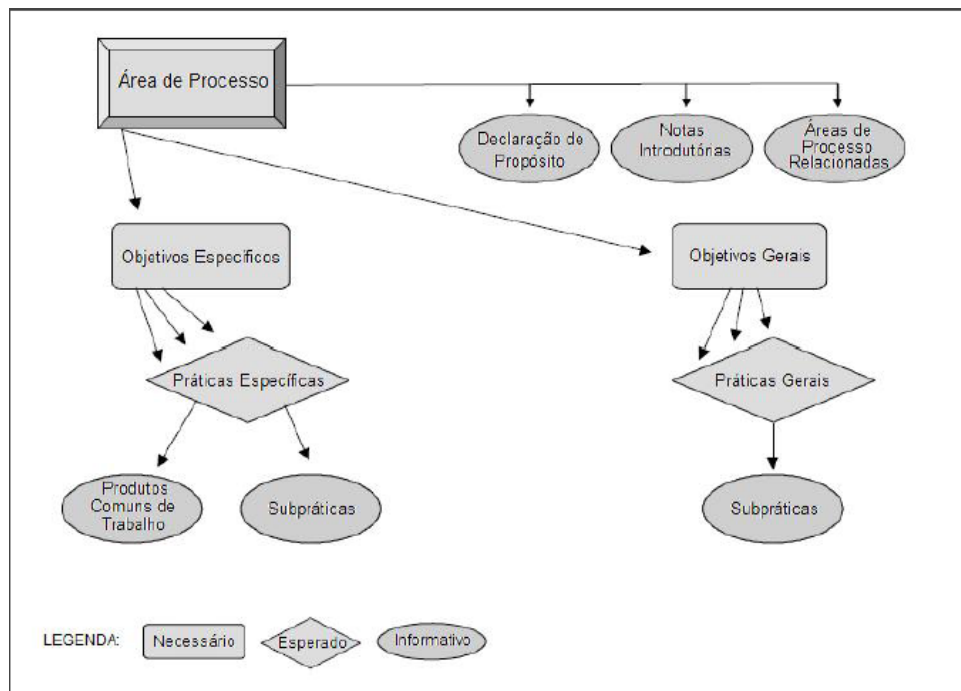 Área de Processo
Declaração de
Propósito
Notas
Introdutórias
Áreas de
Processo
Relacionadas
Objetivos Específicos
Objetivos Gerais
Práticas Específicas
Práticas Gerais
Produtos
Comuns de
Trabalho
Subpráticas
Subpráticas
LEGENDA:
Necessário
Esperado
Informativo